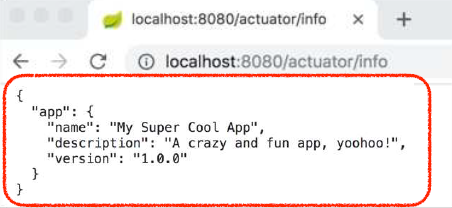 localhost:8080/actuator/info
localhost:8080/actuator/info
{
"app": {
"name": "My Super Cool App",
"description": "A crazy and fun app, yoohoo!",
"version": "1.0.0"
}
}